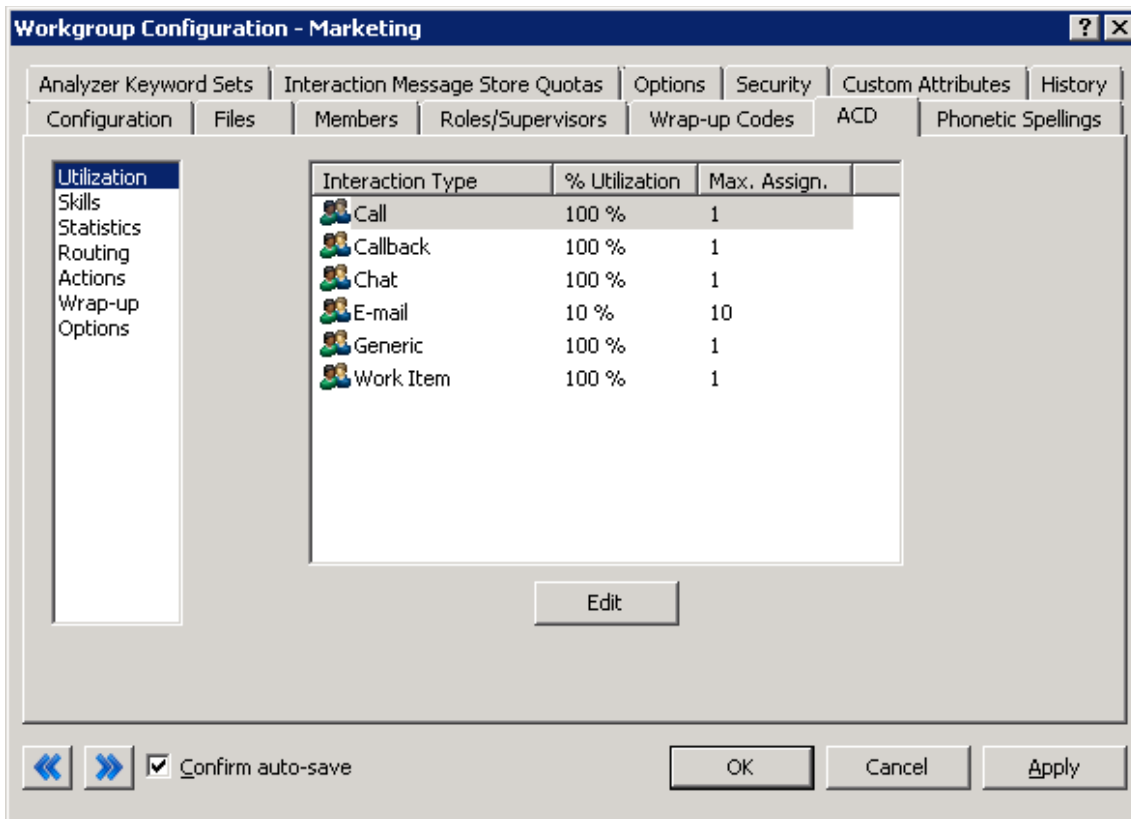 Workgroup Configuration - Marketing
Analyzer Keyword Sets Interaction Message Store Quotas Options Security Custom Attributes History
Configuration Files Members Roles/Supervisors Wrap-up Codes ACD Phonetic Spellings
Utilization
Skills
Statistics
Routing
Actions
Wrap-up
Options
Interaction Type % Utilization Max. Assign.
Call 100 % 1
Callback 100 % 1
Chat 100 % 1
E-mail 10 % 10
Generic 100 % 1
Work Item 100 % 1
Edit
Confirm auto-save OK Cancel Apply